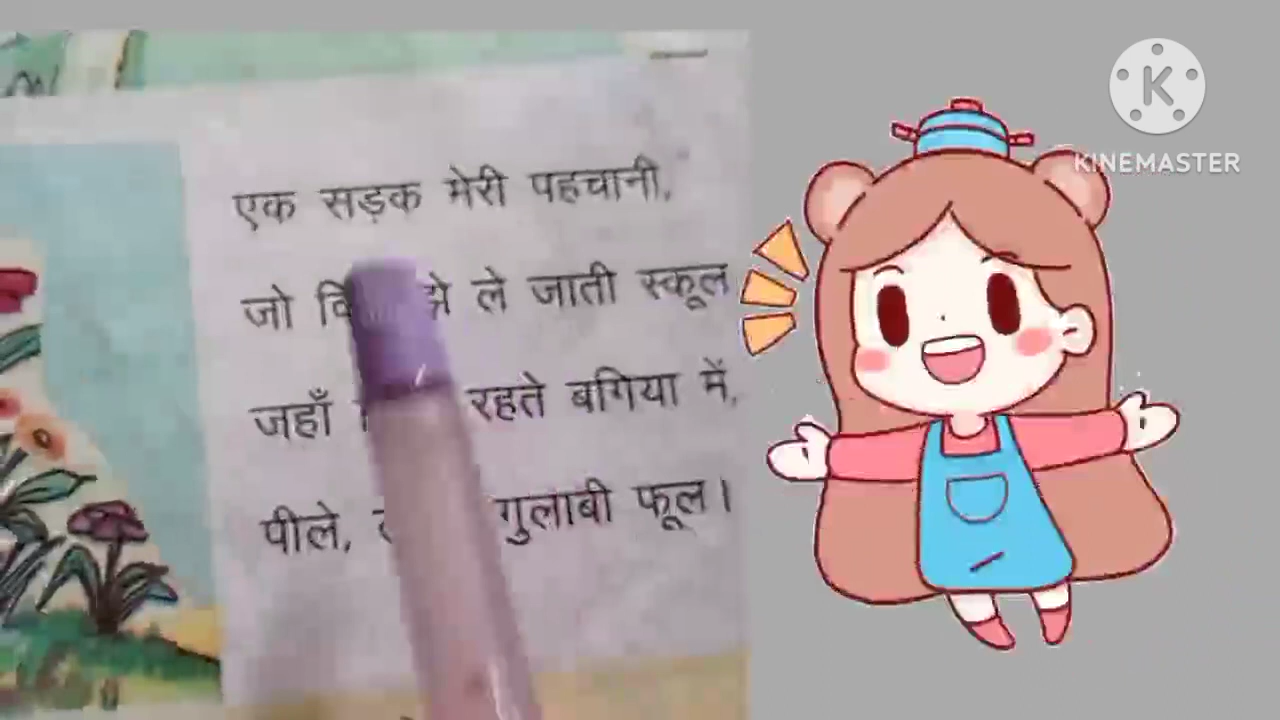 एक सड़क मेरी पहचानी,
जो ले जाती स्कूल
जहाँ रहते बगिया में,
पीले, गुलाबी फूल।
KINEMASTER